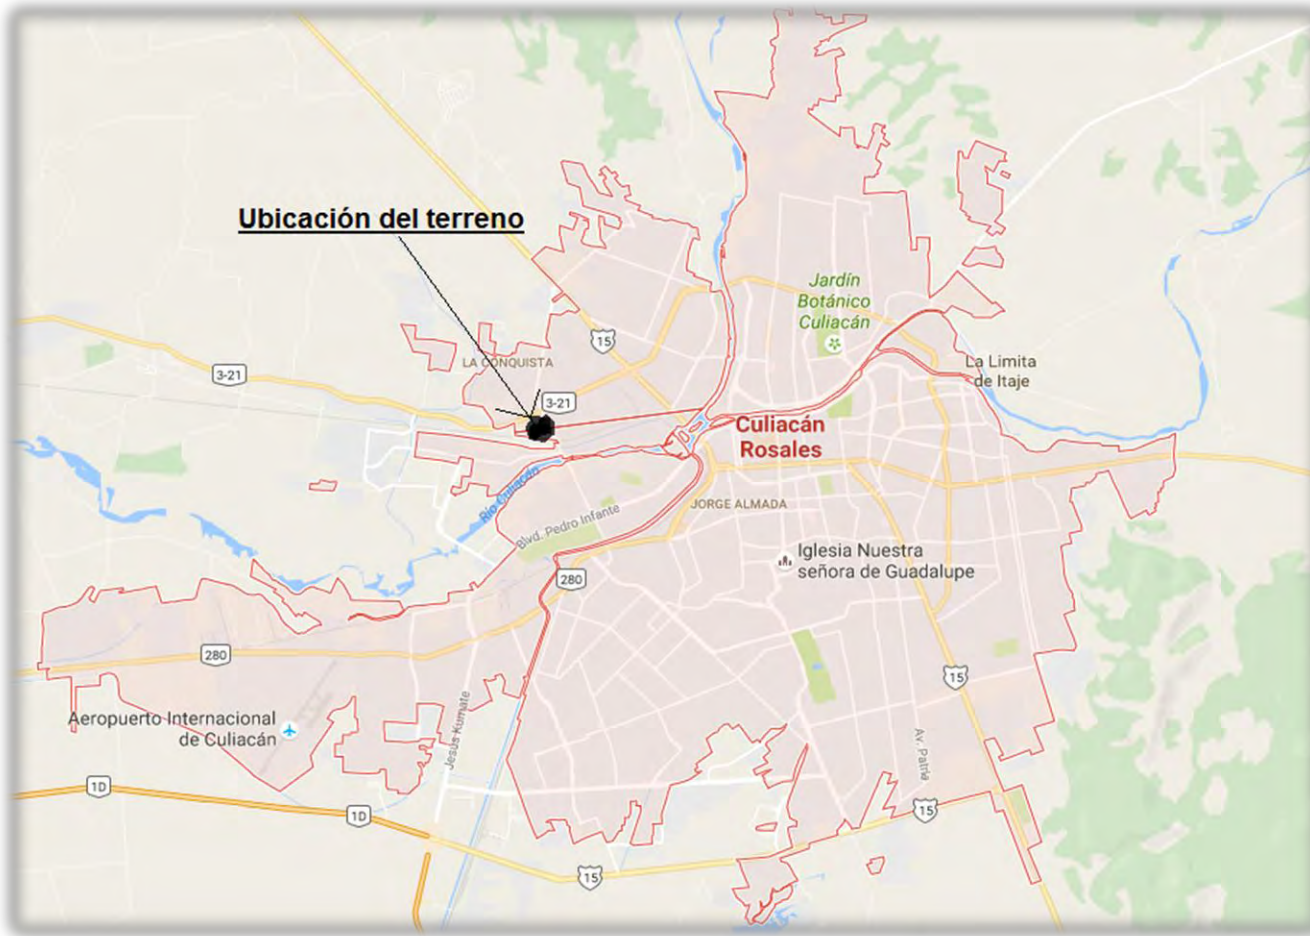 Ubicación del terreno
Jardín
Botánico
Culiacán
15
LA CONQUISTA
La Limita
de Itaje
3-21
3-21
Culiacán
Rosales
Río Culiacán
JORGE ALMADA
Blvd. Pedro Infante
Iglesia Nuestra
señora de Guadalupe
280
280
15
Aeropuerto Internacional
de Culiacán
Jesús Kumate
Av. Patria
1D
1D
15
15